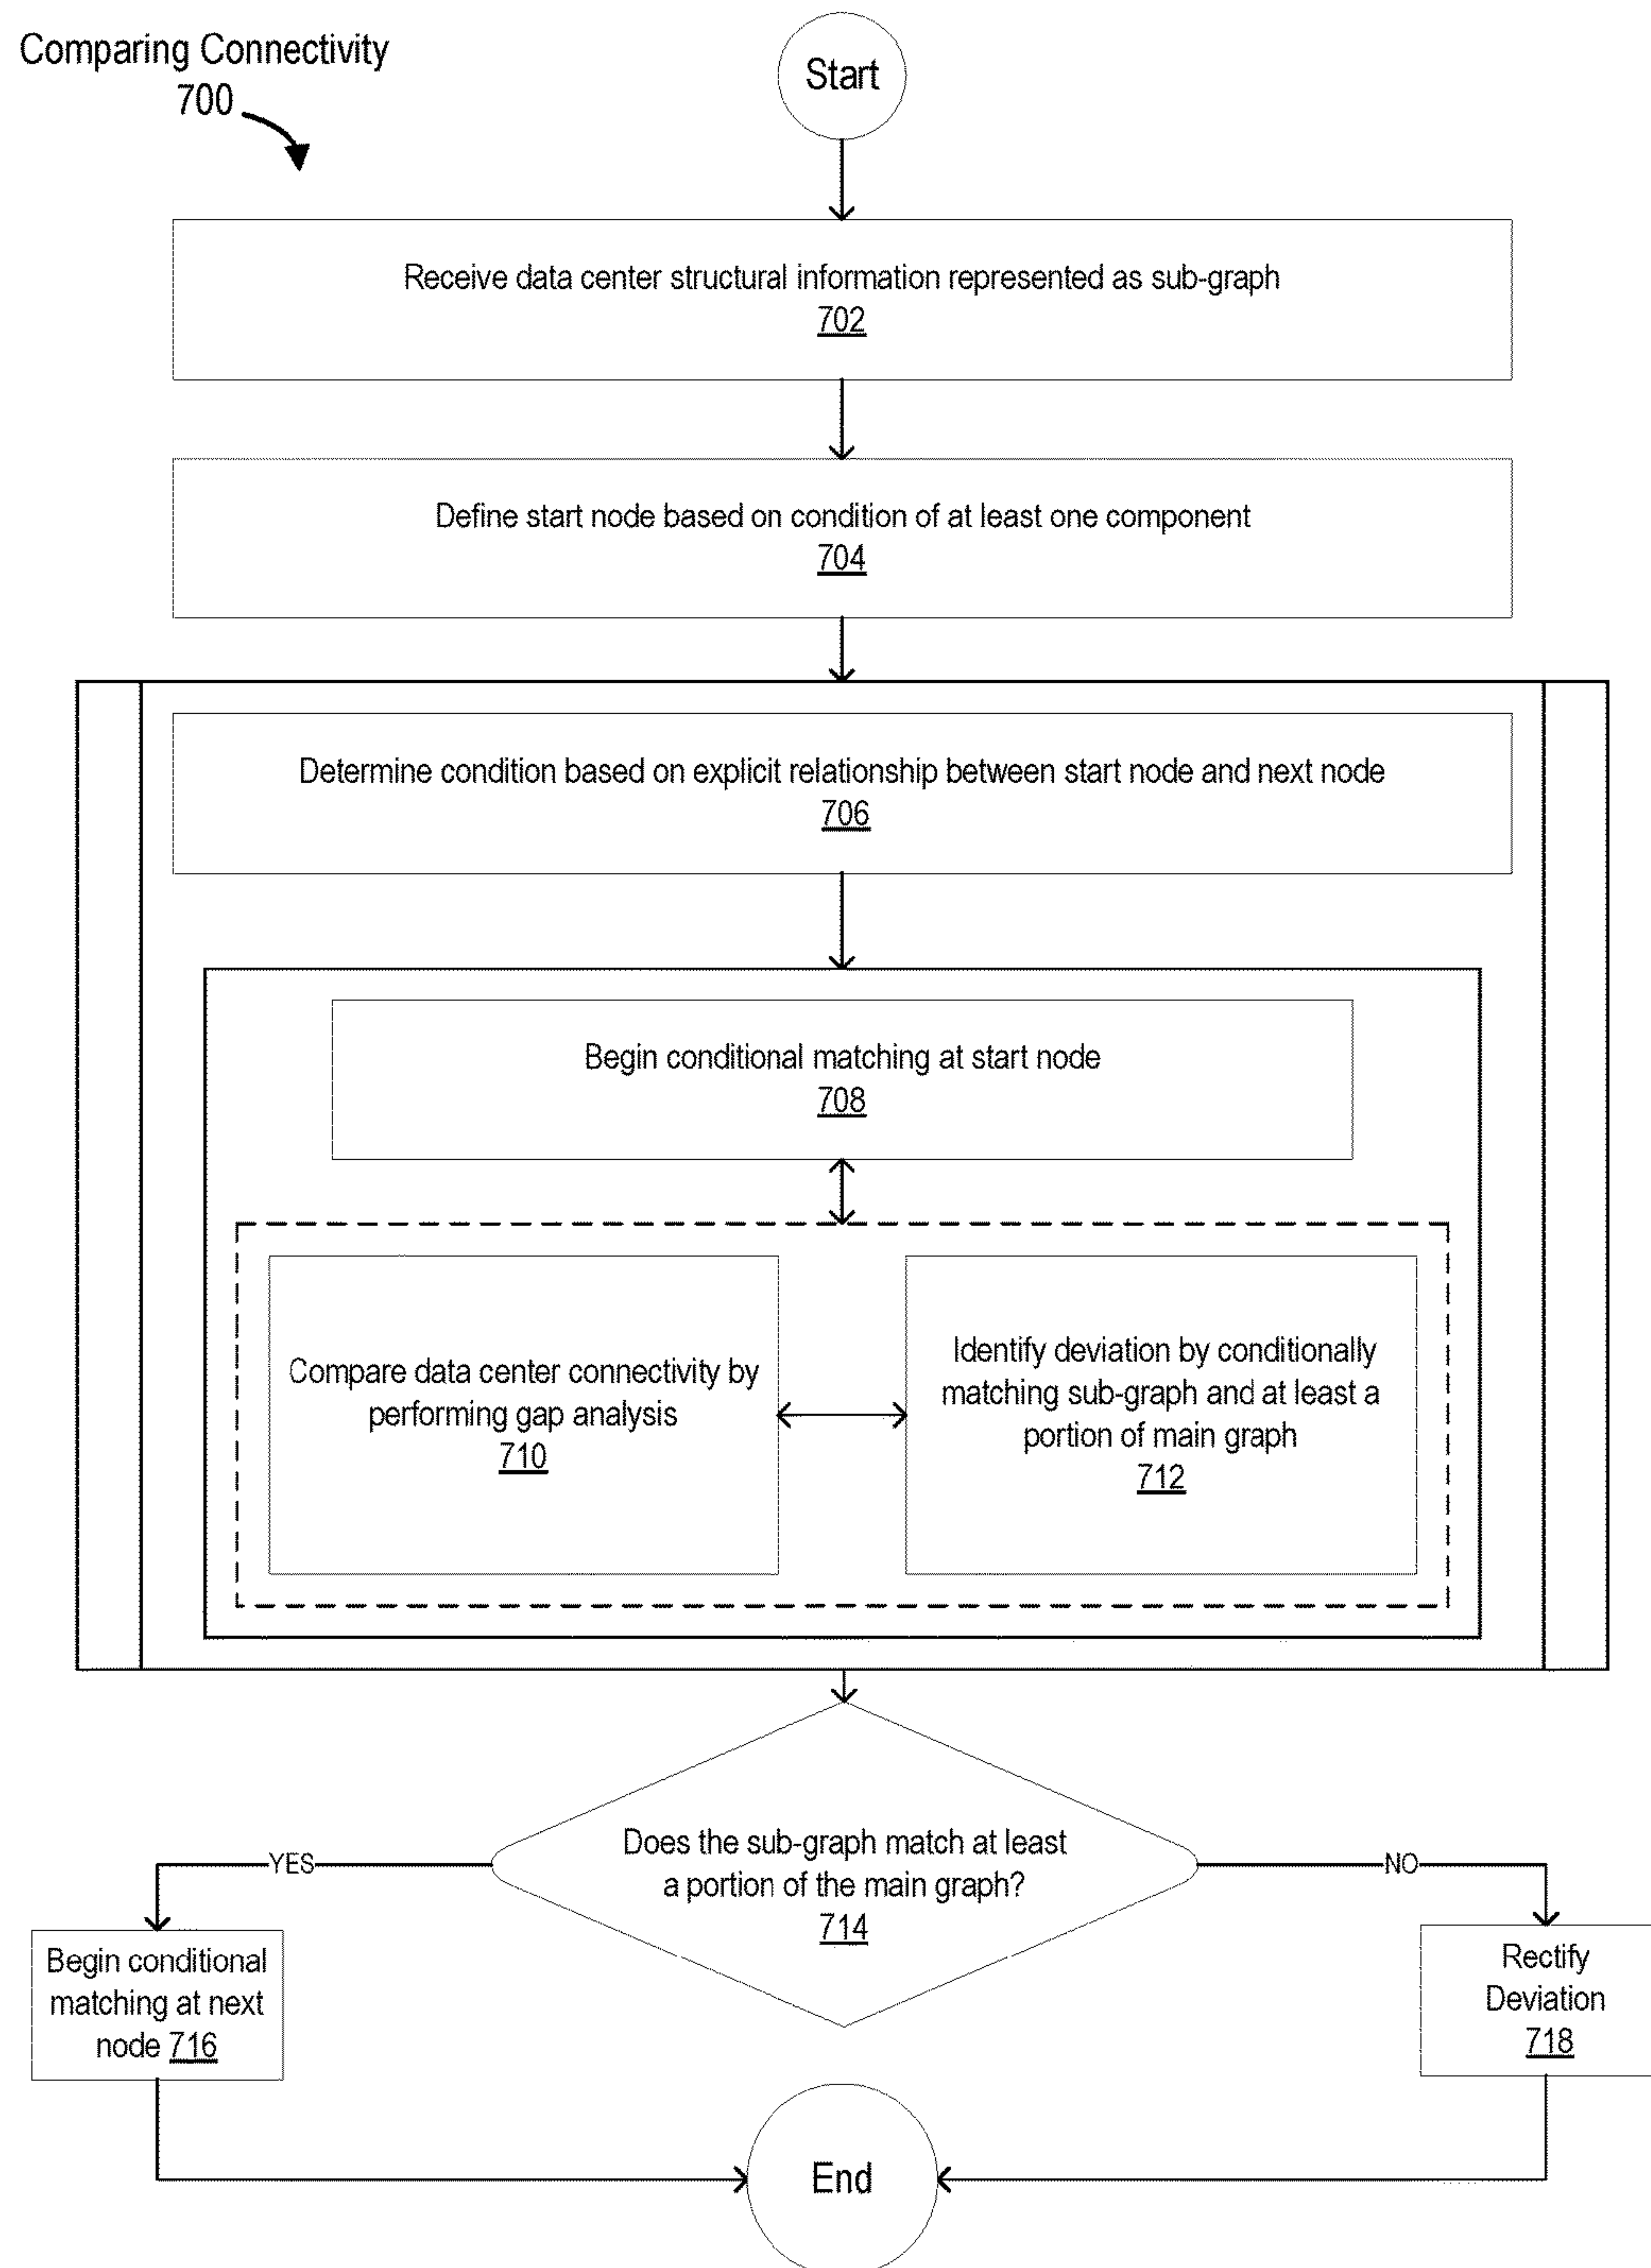 Comparing Connectivity
700
Start
Receive data center structural information represented as sub-graph
702
Define start node based on condition of at least one component
704
Determine condition based on explicit relationship between start node and next node
706
Begin conditional matching at start node
708
Compare data center connectivity by
performing gap analysis
710
Identify deviation by conditionally
matching sub-graph and at least a
portion of main graph
712
Does the sub-graph match at least
a portion of the main graph?
714
YES
NO
Begin conditional
matching at next
node 716
Rectify
Deviation
718
End